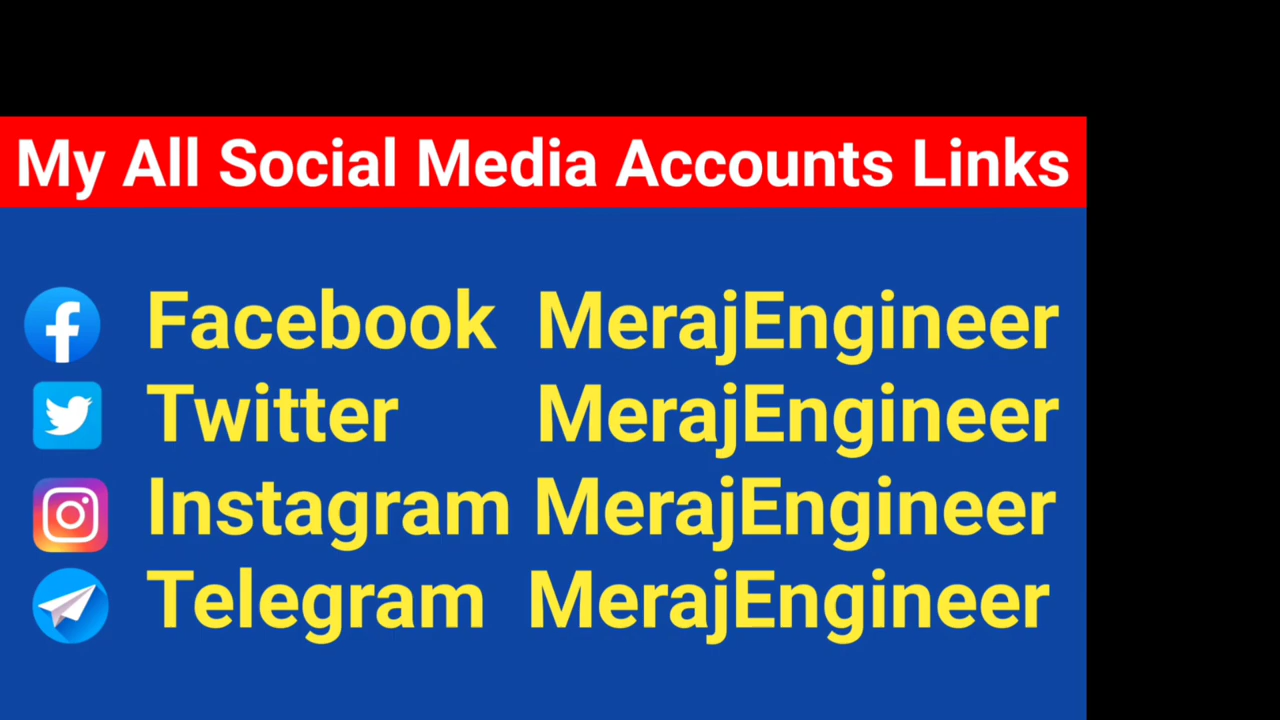 My All Social Media Accounts Links
Facebook MerajEngineer
Twitter MerajEngineer
Instagram MerajEngineer
Telegram MerajEngineer